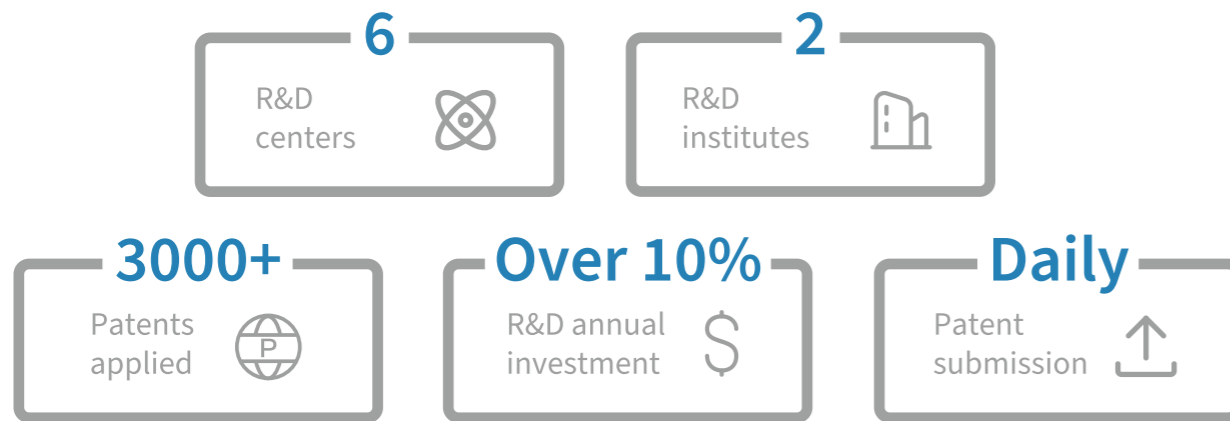 6
R&D
centers
2
R&D
institutes
3000+
Patents
applied
P
Over 10%
R&D annual
investment
$
Daily
Patent
submission